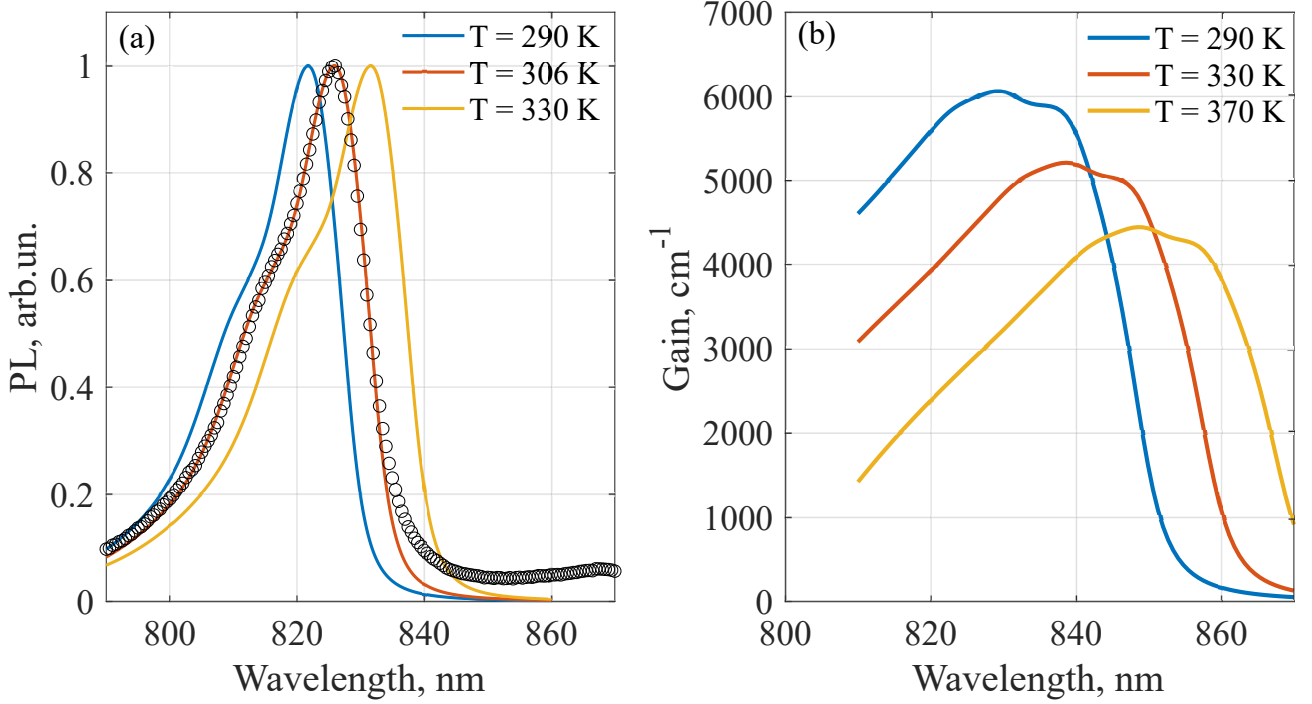 (a)
T = 290 K
T = 306 K
T = 330 K
PL, arb.un.
1
0.8
0.6
0.4
0.2
0
800
820
840
860
Wavelength, nm
(b)
T = 290 K
T = 330 K
T = 370 K
Gain, cm-1
7000
6000
5000
4000
3000
2000
1000
0
800
820
840
860
Wavelength, nm